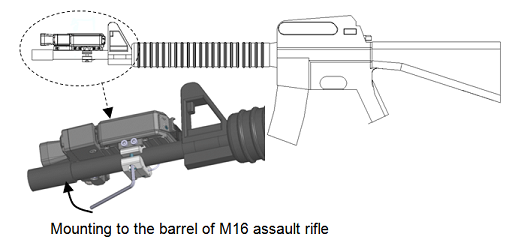 Mounting to the barrel of M16 assault rifle